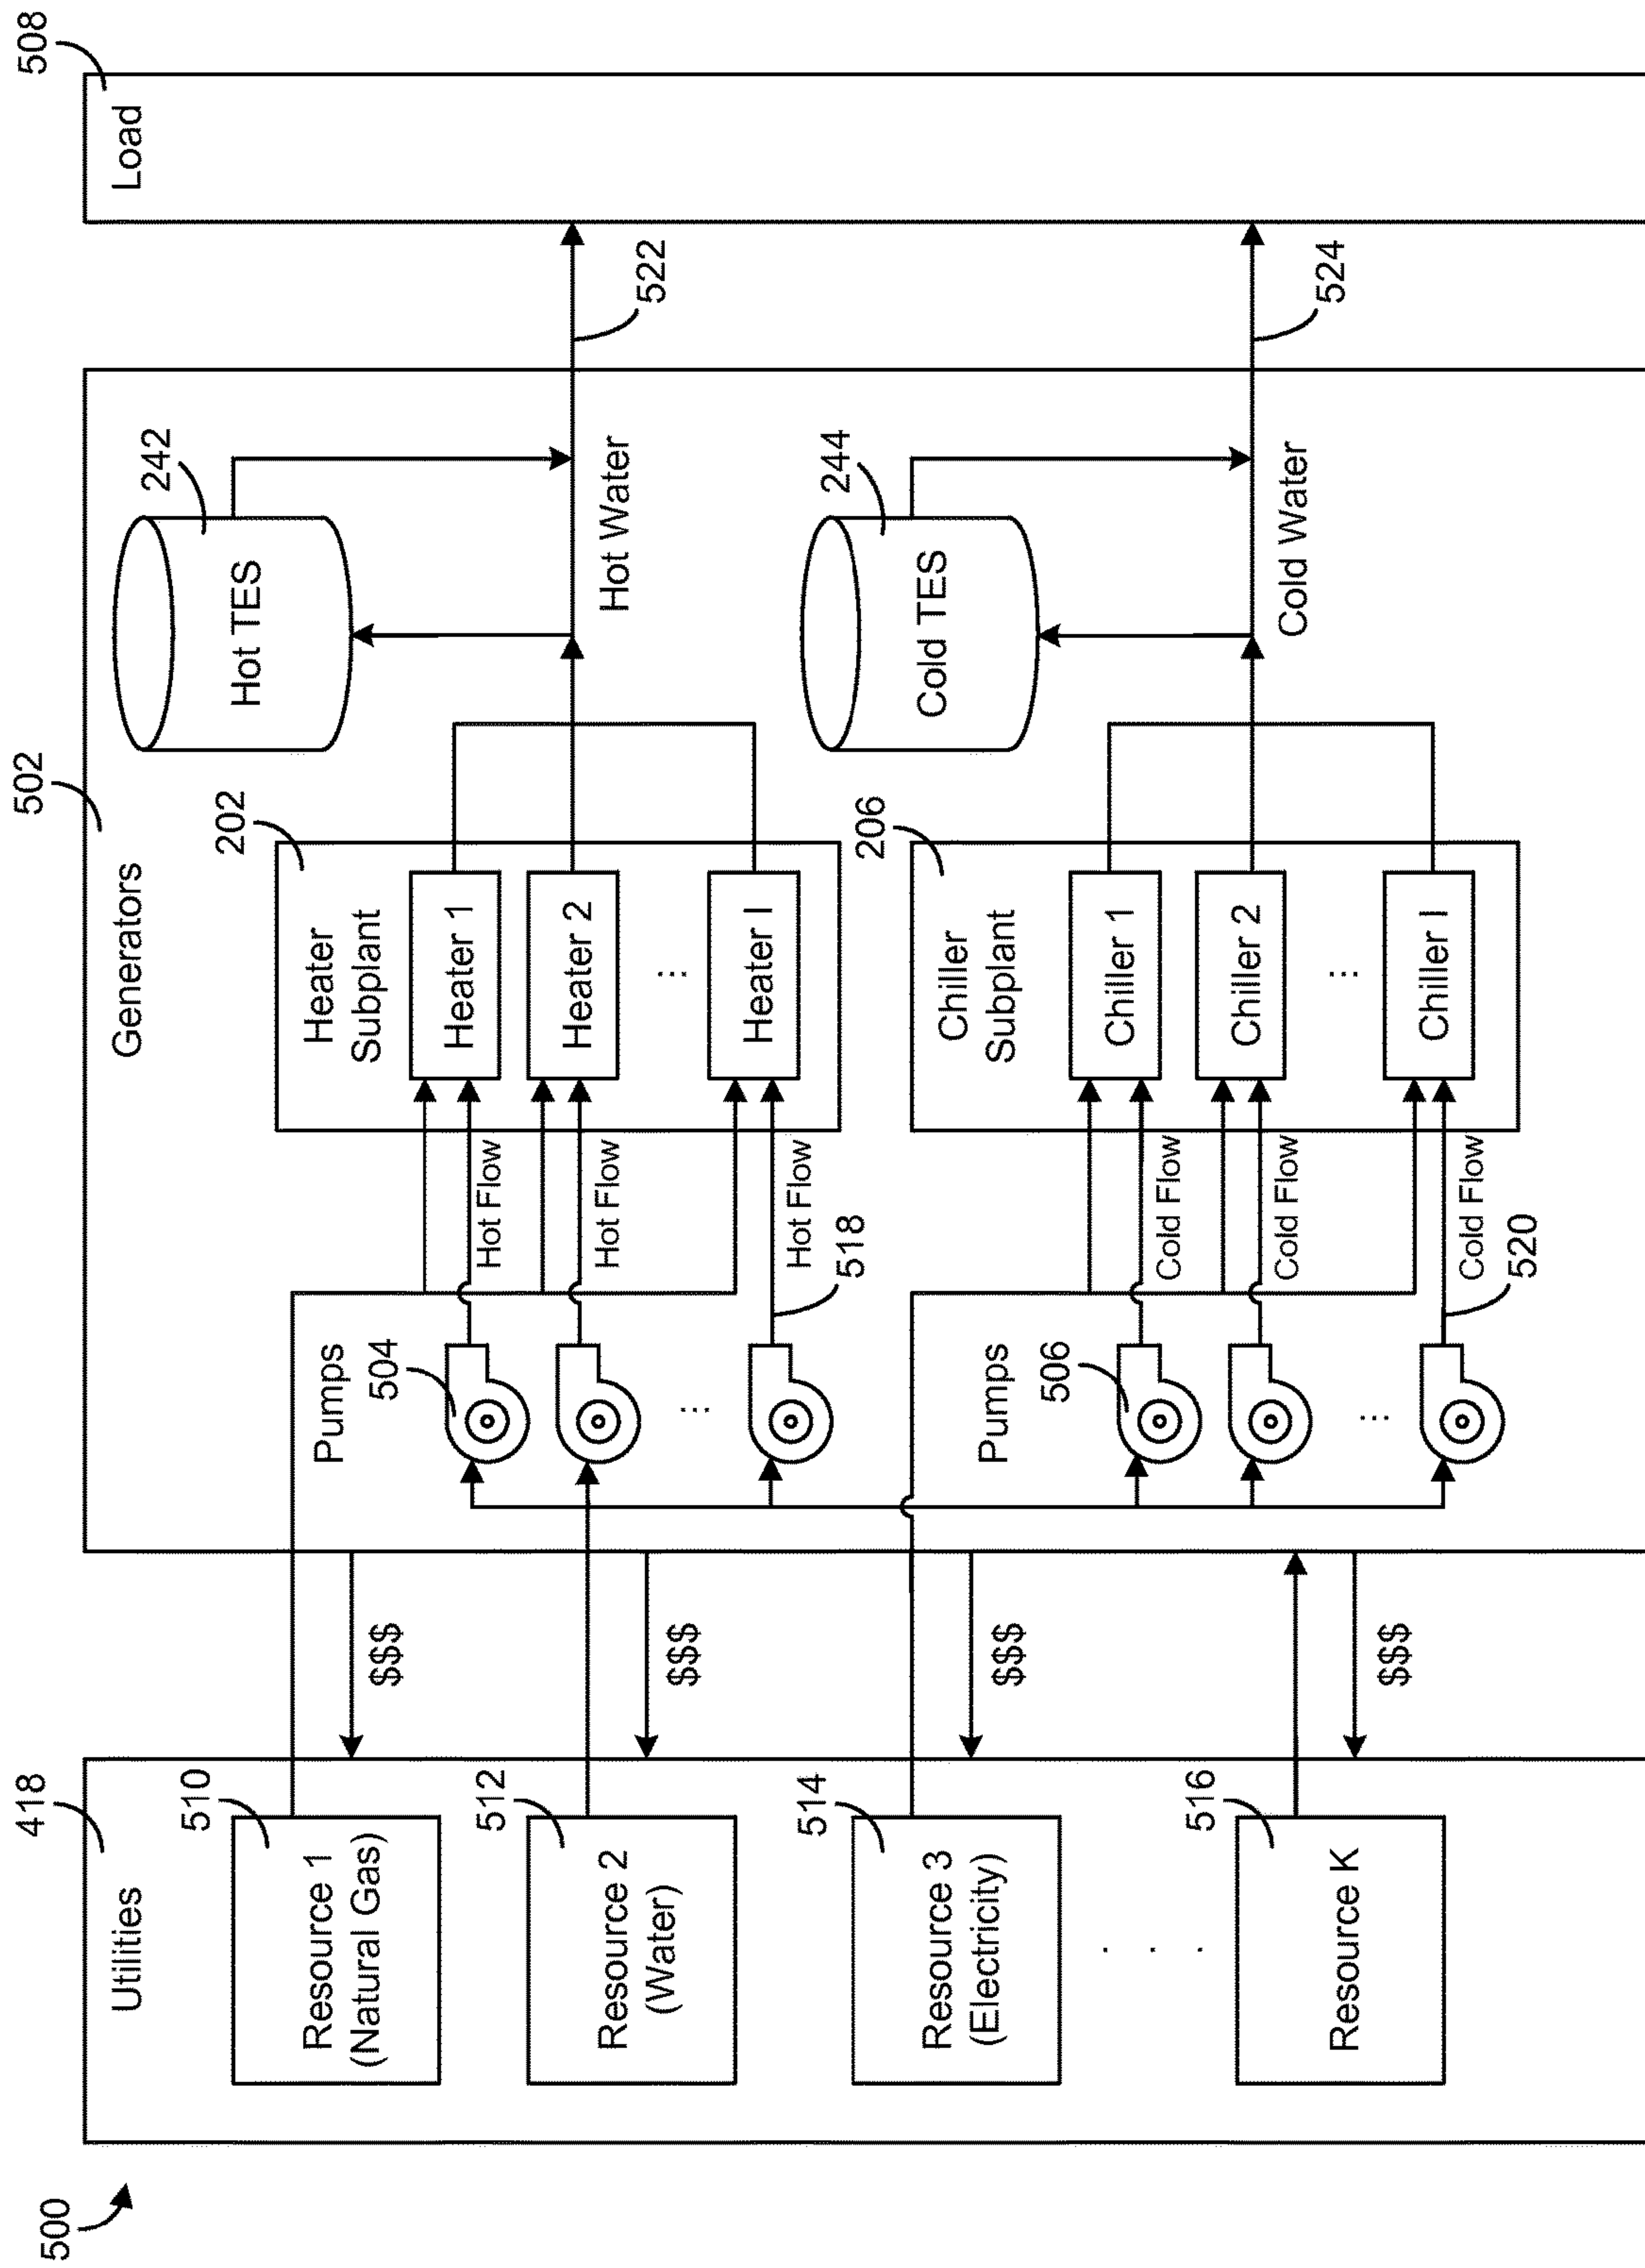 500
418
Utilities
510
Resource 1
(Natural Gas)
512
Resource 2
(Water)
514
Resource 3
(Electricity)
. . .
516
Resource K
$$$
$$$
$$$
$$$
502
Generators
Pumps
504
...
Hot Flow
Hot Flow
Hot Flow
518
202
Heater
Subplant
Heater 1
Heater 2
...
Heater I
242
Hot TES
Hot Water
522
Pumps
506
...
Cold Flow
Cold Flow
Cold Flow
520
206
Chiller
Subplant
Chiller 1
Chiller 2
...
Chiller I
244
Cold TES
Cold Water
524
508
Load